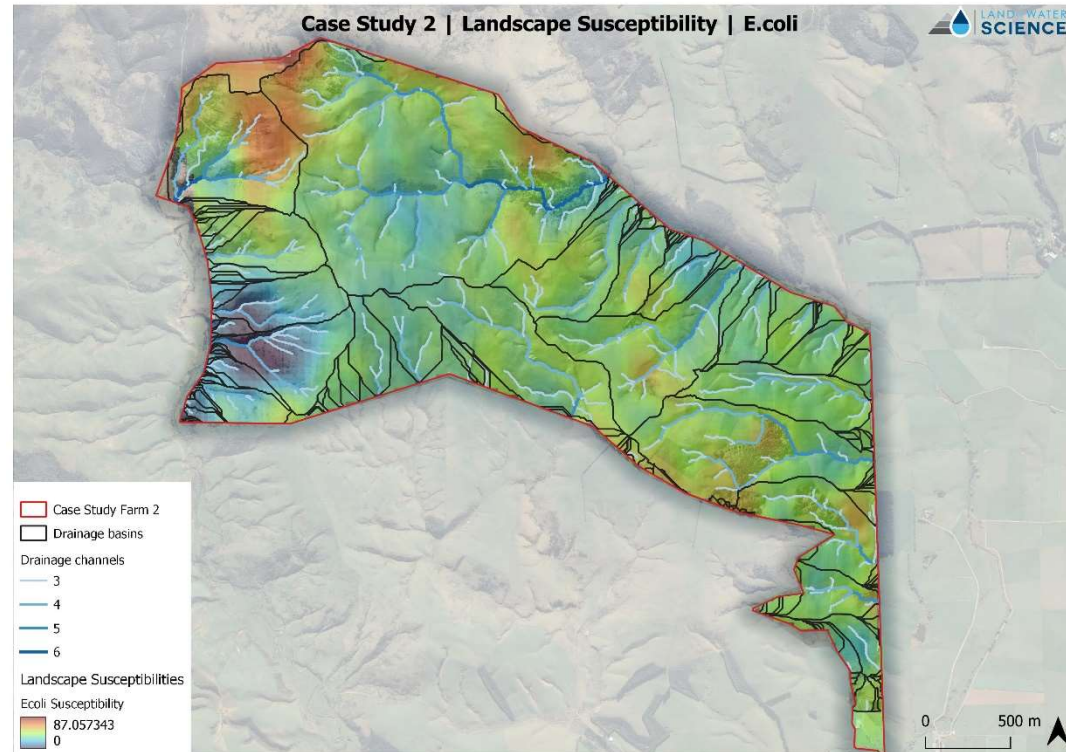 Case Study 2 | Landscape Susceptibility | E.coli
LAND WATER
SCIENCE
Case Study Farm 2
Drainage basins
Drainage channels
3
4
5
6
Landscape Susceptibilities
Ecoli Susceptibility
87.057343
0
0 500 m